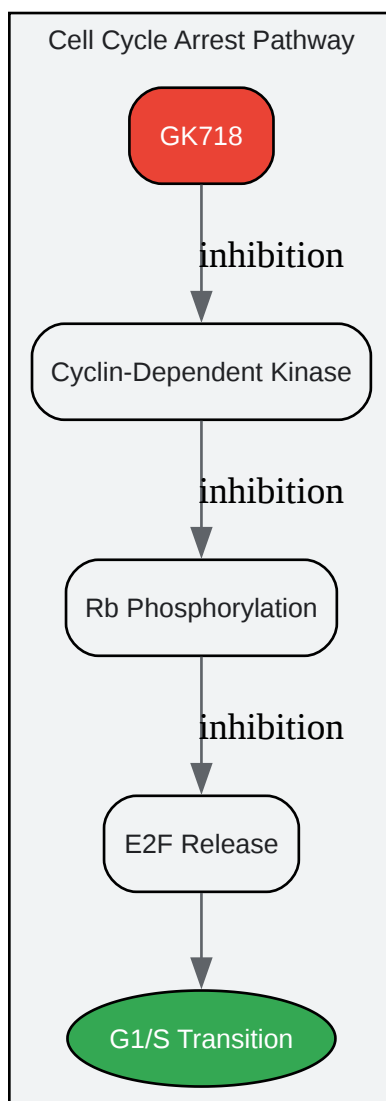 Cell Cycle Arrest Pathway
GK718
inhibition
Cyclin-Dependent Kinase
inhibition
Rb Phosphorylation
inhibition
E2F Release
G1/S Transition